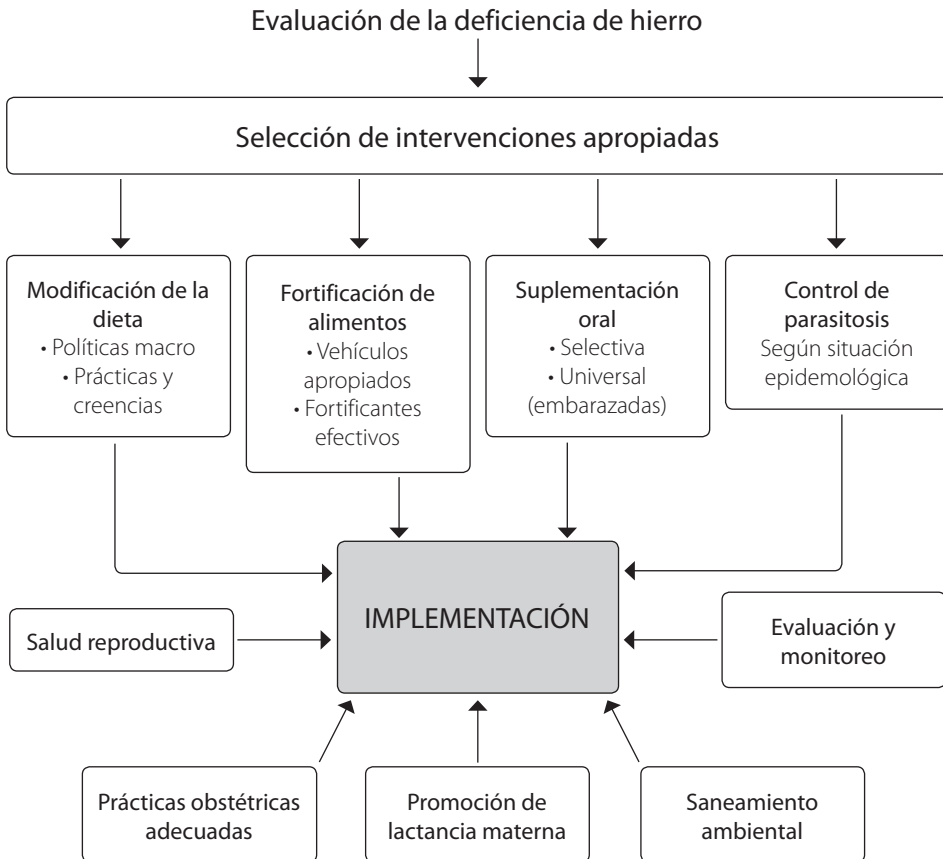 Evaluación de la deficiencia de hierro
Selección de intervenciones apropiadas
Modificación de la
dieta
• Políticas macro
• Prácticas y
creencias
Fortificación de
alimentos
• Vehículos
apropiados
• Fortificantes
efectivos
Suplementación
oral
• Selectiva
• Universal
(embarazadas)
Control de
parasitosis
Según situación
epidemológica
IMPLEMENTACIÓN
Salud reproductiva
Evaluación y
monitoreo
Prácticas obstétricas
adecuadas
Promoción de
lactancia materna
Saneamiento
ambiental